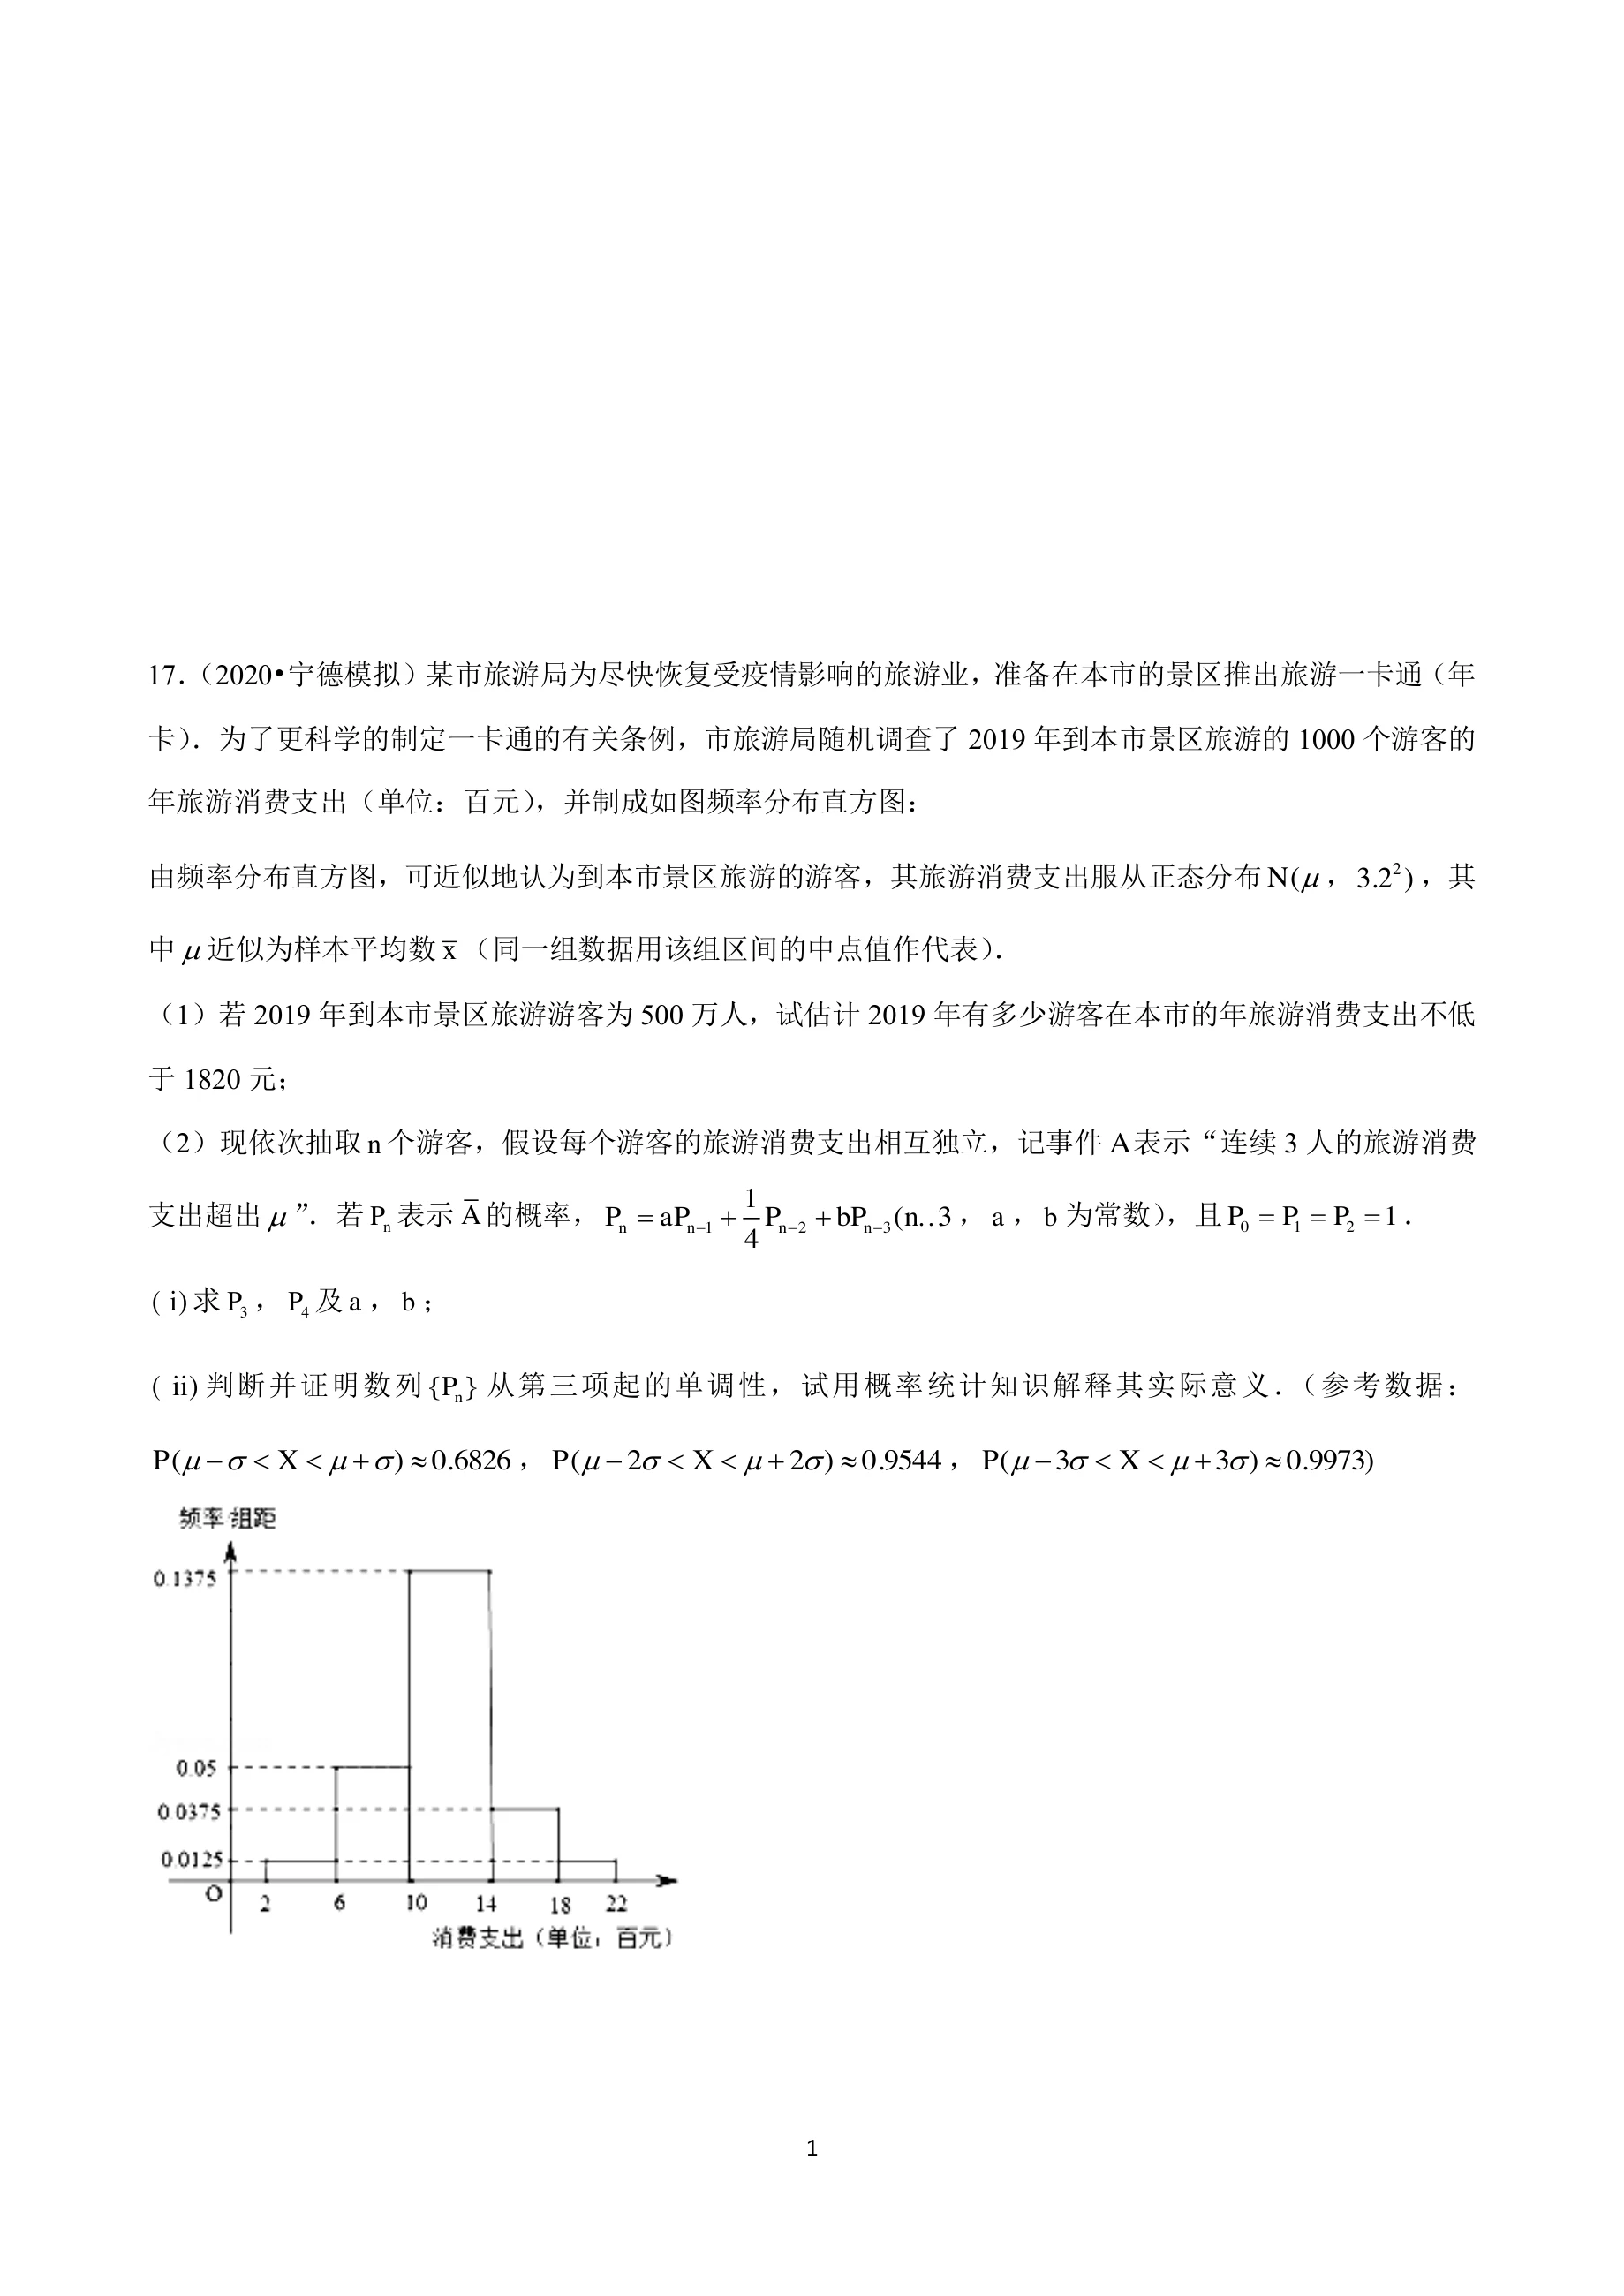 17.（2020•宁德模拟）某市旅游局为尽快恢复受疫情影响的旅游业，准备在本市的景区推出旅游一卡通（年
卡）．为了更科学的制定一卡通的有关条例，市旅游局随机调查了 2019 年到本市景区旅游的 1000 个游客的
年旅游消费支出（单位：百元），并制成如图频率分布直方图：
由频率分布直方图，可近似地认为到本市景区旅游的游客，其旅游消费支出服从正态分布 N(μ，3.2²)，其
中 μ 近似为样本平均数 x̄（同一组数据用该组区间的中点值作代表）．
（1）若 2019 年到本市景区旅游游客为 500 万人，试估计 2019 年有多少游客在本市的年旅游消费支出不低
于 1820 元；
（2）现依次抽取 n 个游客，假设每个游客的旅游消费支出相互独立，记事件 A 表示“连续 3 人的旅游消费
支出超出 μ”．若 Pₙ 表示 A̅ 的概率，Pₙ = aPₙ₋₁ + 1/4 Pₙ₋₂ + bPₙ₋₃(n..3，a，b 为常数），且 P₀ = P₁ = P₂ = 1．
( i)求 P₃，P₄ 及 a，b；
( ii)判断并证明数列{Pₙ}从第三项起的单调性，试用概率统计知识解释其实际意义．（参考数据：
P(μ−σ<X<μ+σ)≈0.6826，P(μ−2σ<X<μ+2σ)≈0.9544，P(μ−3σ<X<μ+3σ)≈0.9973)
频率/组距
0.1375
0.05
0.0375
0.0125
O 2 6 10 14 18 22
消费支出（单位：百元）
1